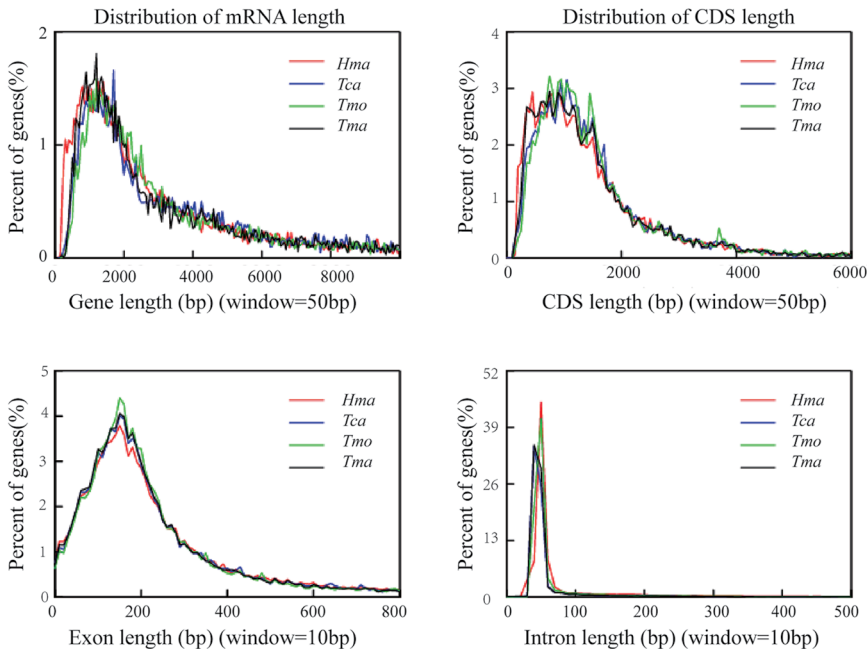 Distribution of mRNA length
2
1.5
1
0.5
0
0
2000
4000
6000
8000
Percent of genes(%)
Gene length (bp) (window=50bp)
Hma
Tca
Tmo
Tma
Distribution of CDS length
4
3
2
1
0
0
2000
4000
6000
Percent of genes(%)
CDS length (bp) (window=50bp)
Hma
Tca
Tmo
Tma
5
4
3
2
1
0
0
200
400
600
800
Percent of genes(%)
Exon length (bp) (window=10bp)
Hma
Tca
Tmo
Tma
52
39
26
13
0
0
100
200
300
400
500
Percent of genes(%)
Intron length (bp) (window=10bp)
Hma
Tca
Tmo
Tma